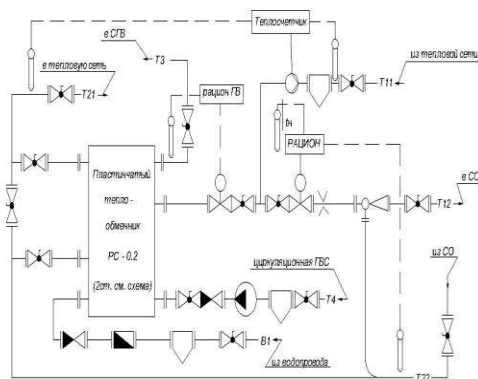 Теплосчетчик
в СГВ
Т3
из тепловой сети
Т11
в тепловую сеть
Т21
рацион ГВ
tн
РАЦИОН
Пластинчатый
тепло -
обменник
РС - 0.2
(2ст. см. схема)
в СО
Т12
из СО
циркуляционная ГВС
Т4
В1
из водопровода
Т22